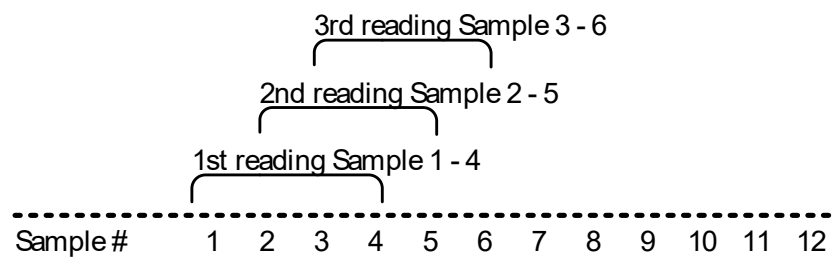 3rd reading Sample 3 - 6
2nd reading Sample 2 - 5
1st reading Sample 1 - 4
Sample # 1 2 3 4 5 6 7 8 9 10 11 12